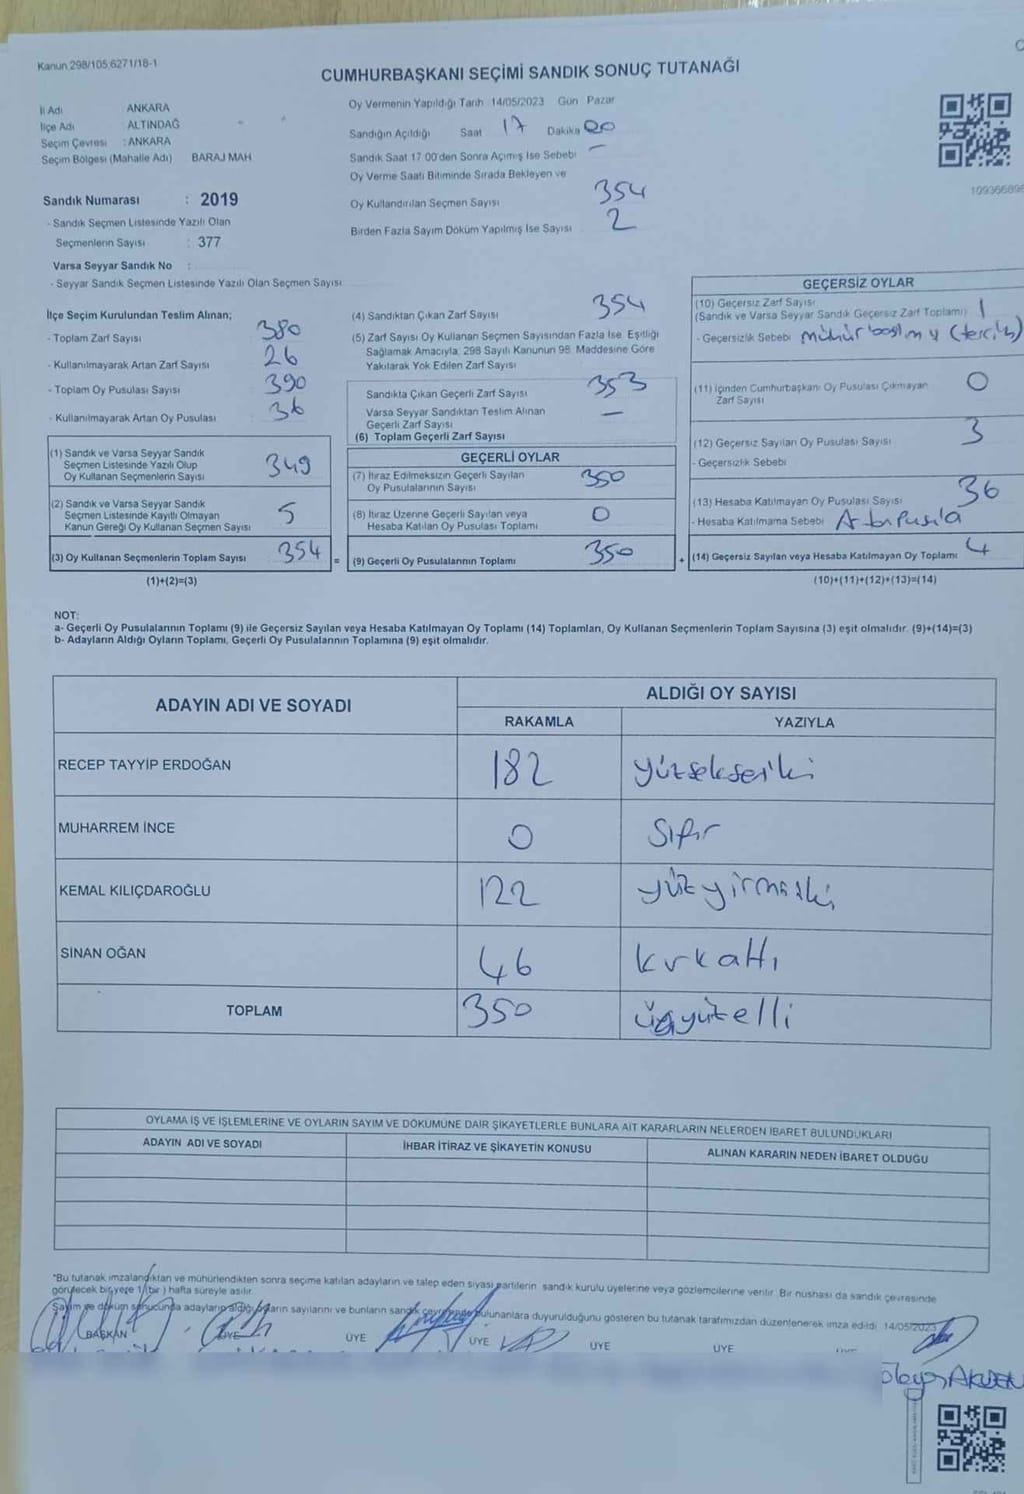 Kanun 298/105,6271/18-1
CUMHURBAŞKANI SEÇİMİ SANDIK SONUÇ TUTANAĞI
İl Adı ANKARA
İlçe Adı ALTINDAĞ
Seçim Çevresi : ANKARA
Seçim Bölgesi (Mahalle Adı) BARAJ MAH
Sandık Numarası : 2019
- Sandık Seçmen Listesinde Yazılı Olan
Seçmenlerin Sayısı : 377
Varsa Seyyar Sandık No :
- Seyyar Sandık Seçmen Listesinde Yazılı Olan Seçmen Sayısı
Oy Vermenin Yapıldığı Tarih 14/05/2023 Gün Pazar
Sandığın Açıldığı Saat 17 Dakika 00
Sandık Saat 17 00'den Sonra Açımış İse Sebebi —
Oy Verme Saati Bitiminde Sırada Bekleyen ve
Oy Kullandırılan Seçmen Sayısı 354
Birden Fazla Sayım Döküm Yapılmış İse Sayısı 2
109366896
İlçe Seçim Kurulundan Teslim Alınan;
- Toplam Zarf Sayısı 380
- Kullanılmayarak Artan Zarf Sayısı 26
- Toplam Oy Pusulası Sayısı 390
- Kullanılmayarak Artan Oy Pusulası 36
(1) Sandık ve Varsa Seyyar Sandık
Seçmen Listesinde Yazılı Olup
Oy Kullanan Seçmenlerin Sayısı 349
(2) Sandık ve Varsa Seyyar Sandık
Seçmen Listesinde Kayıtlı Olmayan
Kanun Gereği Oy Kullanan Seçmen Sayısı 5
(3) Oy Kullanan Seçmenlerin Toplam Sayısı 354 =
(1)+(2)=(3)
(4) Sandıktan Çıkan Zarf Sayısı 354
(5) Zarf Sayısı Oy Kullanan Seçmen Sayısından Fazla İse, Eşitliği
Sağlamak Amacıyla; 298 Sayılı Kanunun 98. Maddesine Göre
Yakılarak Yok Edilen Zarf Sayısı
Sandıkta Çıkan Geçerli Zarf Sayısı 353
Varsa Seyyar Sandıktan Teslim Alınan
Geçerli Zarf Sayısı —
(6) Toplam Geçerli Zarf Sayısı
GEÇERLİ OYLAR
(7) İtiraz Edilmeksizin Geçerli Sayılan
Oy Pusulalarının Sayısı 350
(8) İtiraz Üzerine Geçerli Sayılan veya
Hesaba Katılan Oy Pusulası Toplamı 0
(9) Geçerli Oy Pusulalarının Toplamı 350 +
GEÇERSİZ OYLAR
(10) Geçersiz Zarf Sayısı
(Sandık ve Varsa Seyyar Sandık Geçersiz Zarf Toplamı) 1
- Geçersizlik Sebebi mühür
(11) İçinden Cumhurbaşkanı Oy Pusulası Çıkmayan
Zarf Sayısı 0
(12) Geçersiz Sayılan Oy Pusulası Sayısı 3
- Geçersizlik Sebebi
(13) Hesaba Katılmayan Oy Pusulası Sayısı 36
- Hesaba Katılmama Sebebi
(14) Geçersiz Sayılan veya Hesaba Katılmayan Oy Toplamı 4
(10)+(11)+(12)+(13)=(14)
NOT:
a- Geçerli Oy Pusulalarının Toplamı (9) ile Geçersiz Sayılan veya Hesaba Katılmayan Oy Toplamı (14) Toplamları, Oy Kullanan Seçmenlerin Toplam Sayısına (3) eşit olmalıdır. (9)+(14)=(3)
b- Adayların Aldığı Oyların Toplamı, Geçerli Oy Pusulalarının Toplamına (9) eşit olmalıdır.
ADAYIN ADI VE SOYADI ALDIĞI OY SAYISI
RAKAMLA YAZIYLA
RECEP TAYYİP ERDOĞAN 182 yüzsekseniki
MUHARREM İNCE 0 Sıfır
KEMAL KILIÇDAROĞLU 122 yüzyirmiiki
SİNAN OĞAN 46 kırkaltı
TOPLAM 350 üçyüzelli
OYLAMA İŞ VE İŞLEMLERİNE VE OYLARIN SAYIM VE DÖKÜMÜNE DAİR ŞİKAYETLERLE BUNLARA AİT KARARLARIN NELERDEN İBARET BULUNDUKLARI
ADAYIN ADI VE SOYADI İHBAR İTİRAZ VE ŞİKAYETİN KONUSU ALINAN KARARIN NEDEN İBARET OLDUĞU
"Bu tutanak imzalandıktan ve mühürlendikten sonra seçime katılan adayların ve talep eden siyasi partilerin sandık kurulu üyelerine veya gözlemcilerine verilir. Bir nüshası da sandık çevresinde
görülecek bir yere 1 (bir) hafta süreyle asılır.
Sayım ve döküm sonucunda adayların aldığı oyların sayılarını ve bunların sandık çevresinde bulunanlara duyurulduğunu gösteren bu tutanak tarafımızdan düzenlenerek imza edildi. 14/05/2023
BAŞKAN ÜYE ÜYE ÜYE ÜYE ÜYE